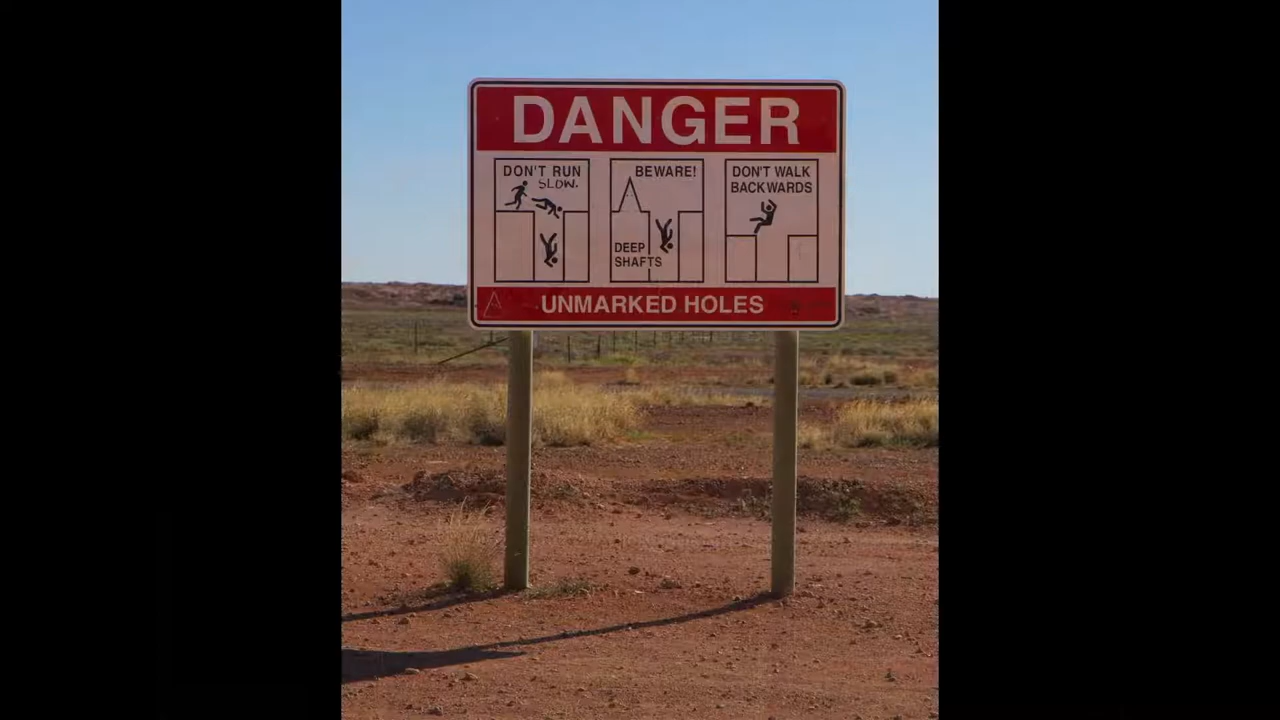 DANGER
DON'T RUN
SLOW.
BEWARE!
DEEP
SHAFTS
DON'T WALK
BACKWARDS
UNMARKED HOLES